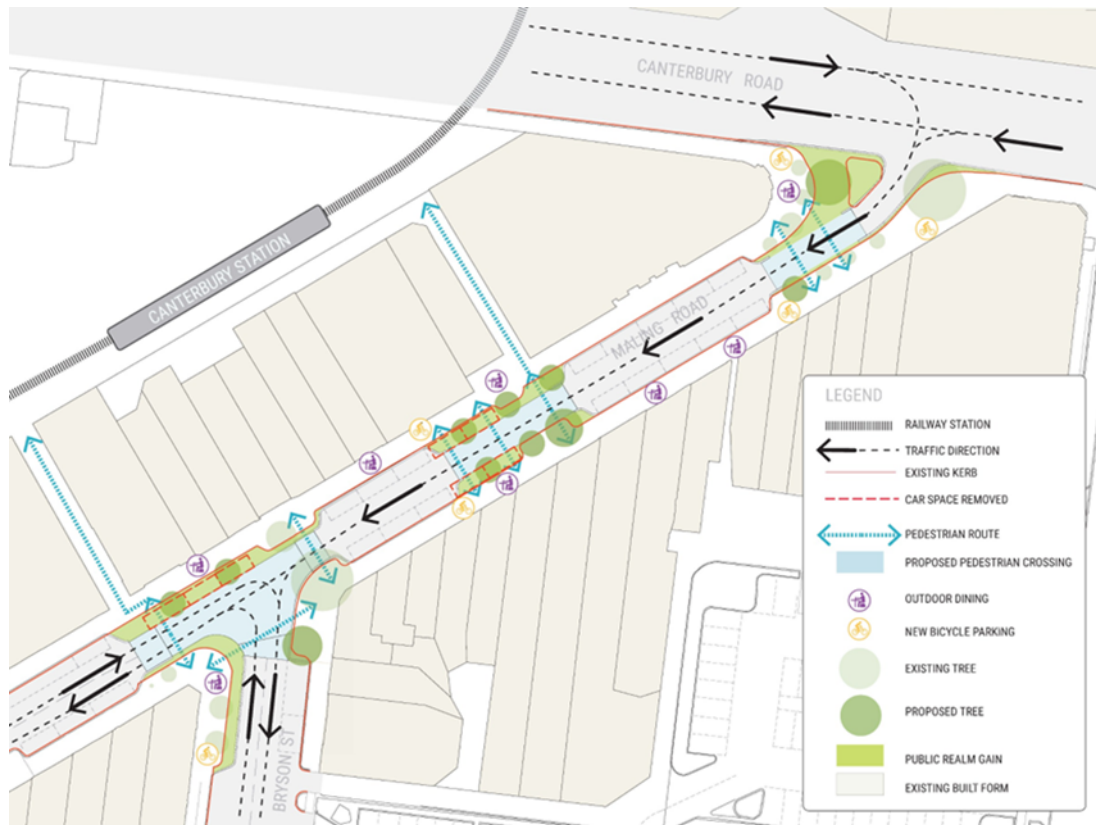 CANTERBURY ROAD
CANTERBURY STATION
MALING ROAD
BRYSON ST
LEGEND
RAILWAY STATION
TRAFFIC DIRECTION
EXISTING KERB
CAR SPACE REMOVED
PEDESTRIAN ROUTE
PROPOSED PEDESTRIAN CROSSING
OUTDOOR DINING
NEW BICYCLE PARKING
EXISTING TREE
PROPOSED TREE
PUBLIC REALM GAIN
EXISTING BUILT FORM